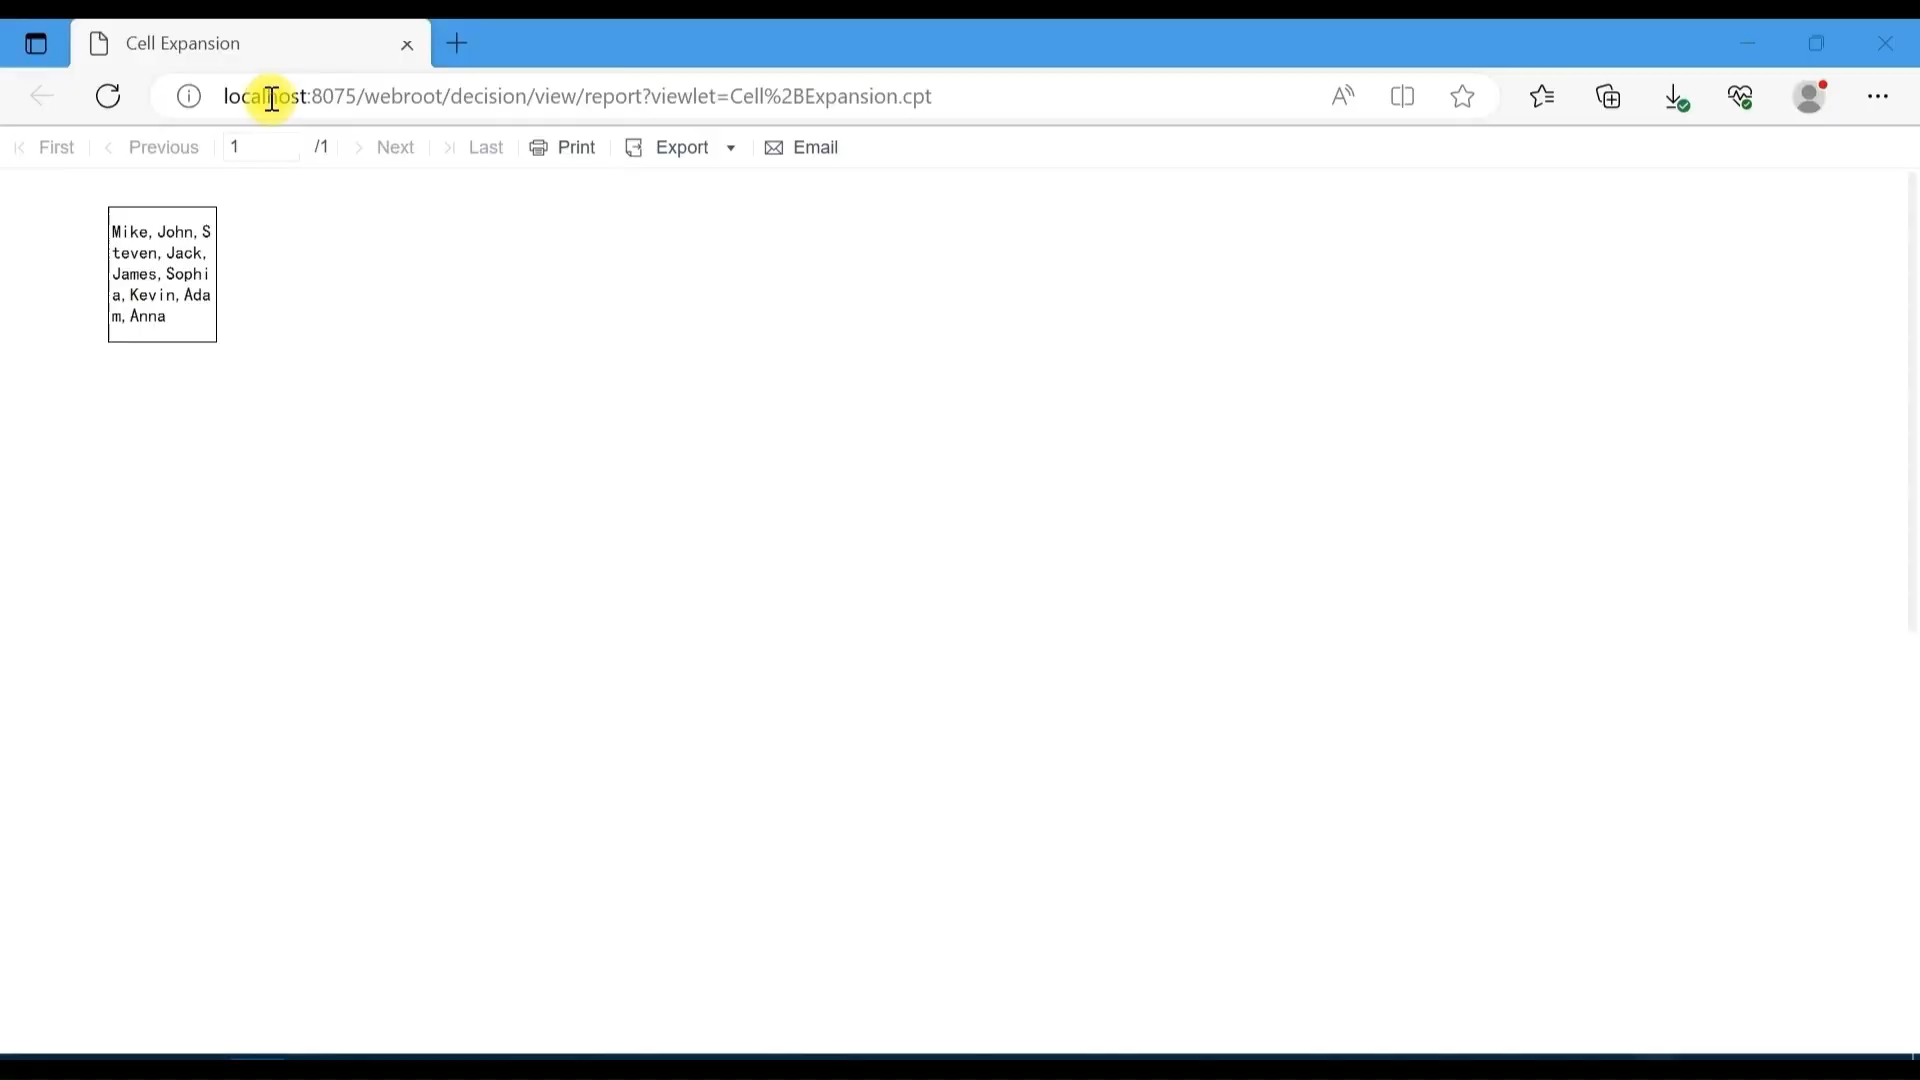 Cell Expansion
localhost:8075/webroot/decision/view/report?viewlet=Cell%2BExpansion.cpt
First Previous 1 /1 Next Last Print Export Email
Mike, John, S
teven, Jack,
James, Sophi
a, Kevin, Ada
m, Anna